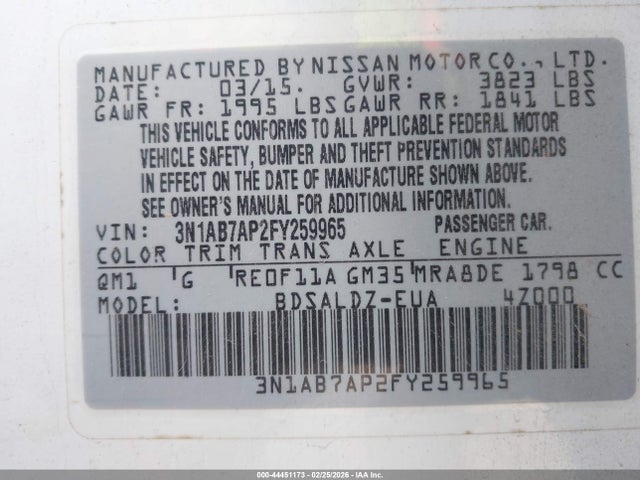 MANUFACTURED BY NISSAN MOTOR CO., LTD.
DATE: 03/15. GVWR: 3823 LBS
GAWR FR: 1995 LBS GAWR RR: 1841 LBS
THIS VEHICLE CONFORMS TO ALL APPLICABLE FEDERAL MOTOR
VEHICLE SAFETY, BUMPER AND THEFT PREVENTION STANDARDS
IN EFFECT ON THE DATE OF MANUFACTURE SHOWN ABOVE.
SEE OWNER'S MANUAL FOR ADDITIONAL INFORMATION.
VIN: 3N1AB7AP2FY259965 PASSENGER CAR.
COLOR TRIM TRANS AXLE ENGINE
QM1 G RE0F11A GM35 MRA8DE 1798 CC
MODEL: BDSALDZ-EUA 4Z000
3N1AB7AP2FY259965
000-44451173 - 02/25/2026 - IAA Inc.